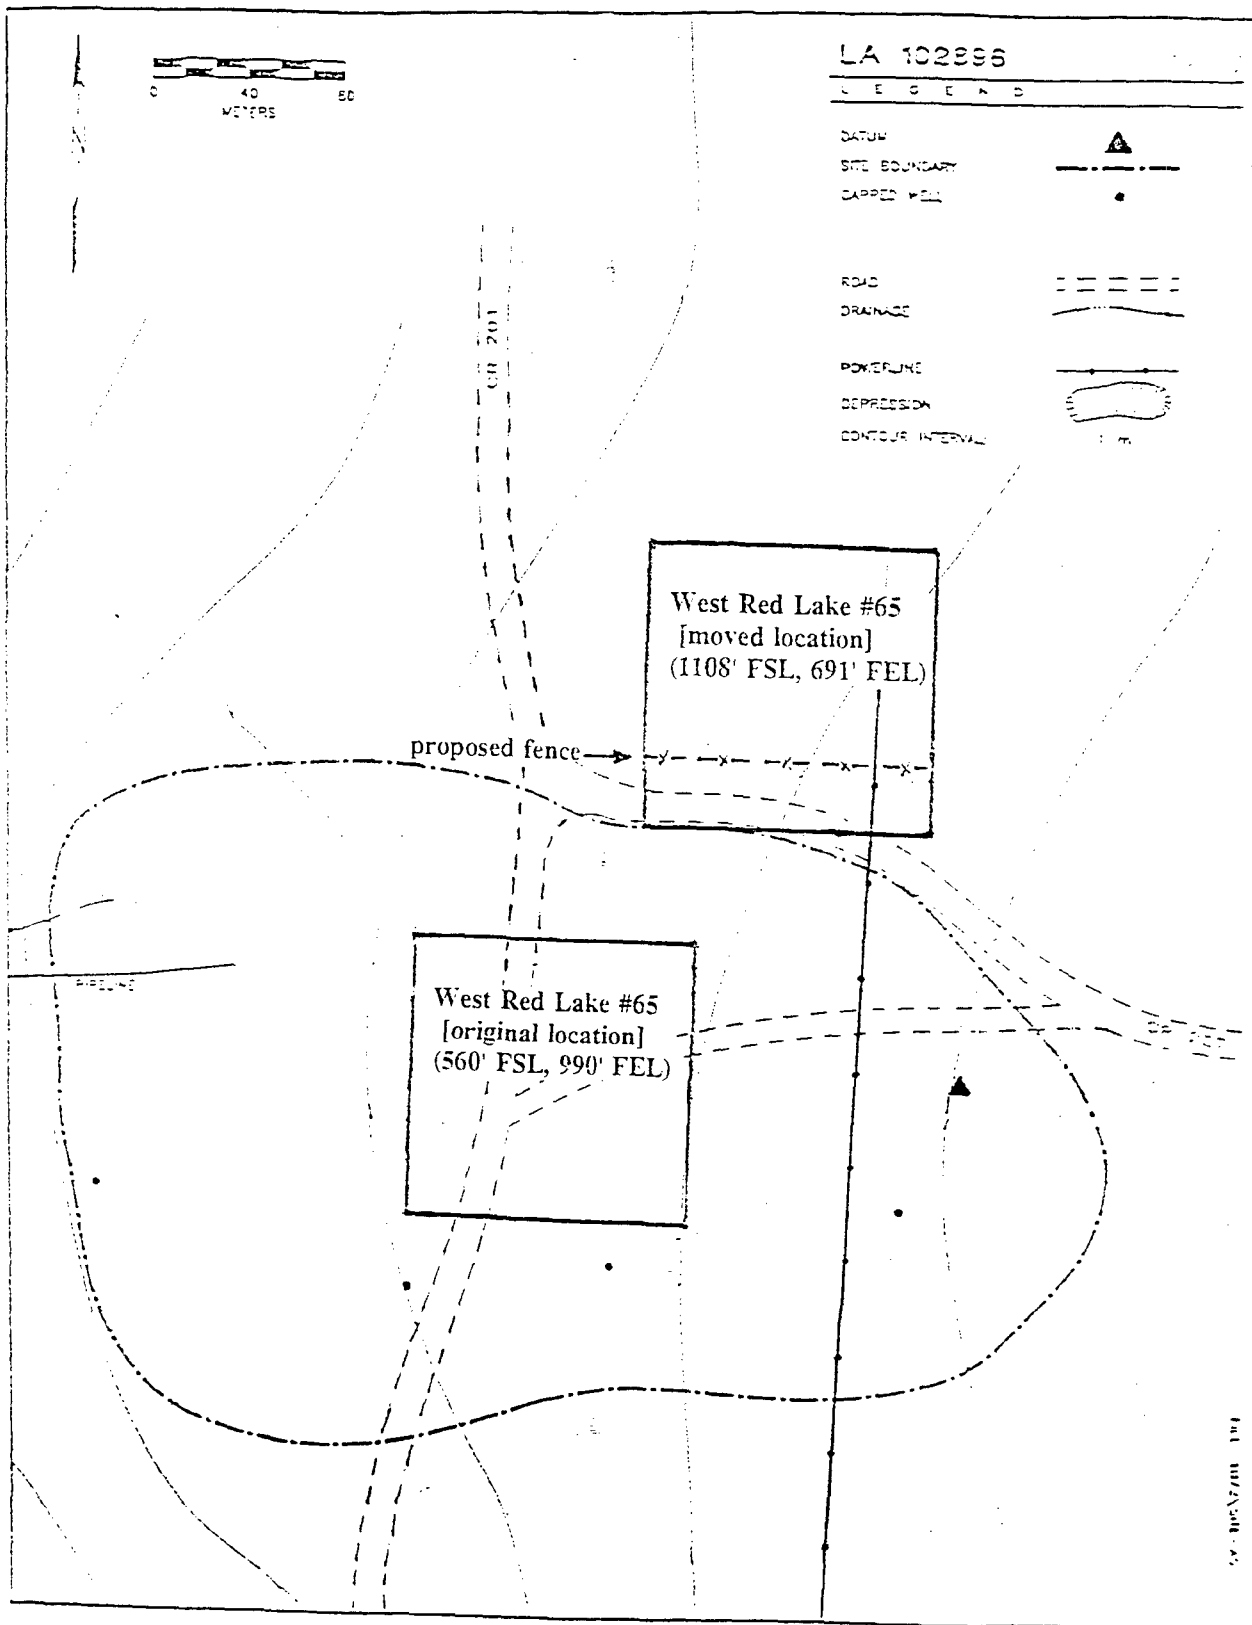 LA 102896
LEGEND
0 40 80
METERS
DATUM
SITE BOUNDARY
CAPPED WELL
ROAD
DRAINAGE
POWERLINE
DEPRESSION
CONTOUR INTERVAL 1 m
CR 201
West Red Lake #65
[moved location]
(1108' FSL, 691' FEL)
proposed fence
PIPELINE
West Red Lake #65
[original location]
(560' FSL, 990' FEL)